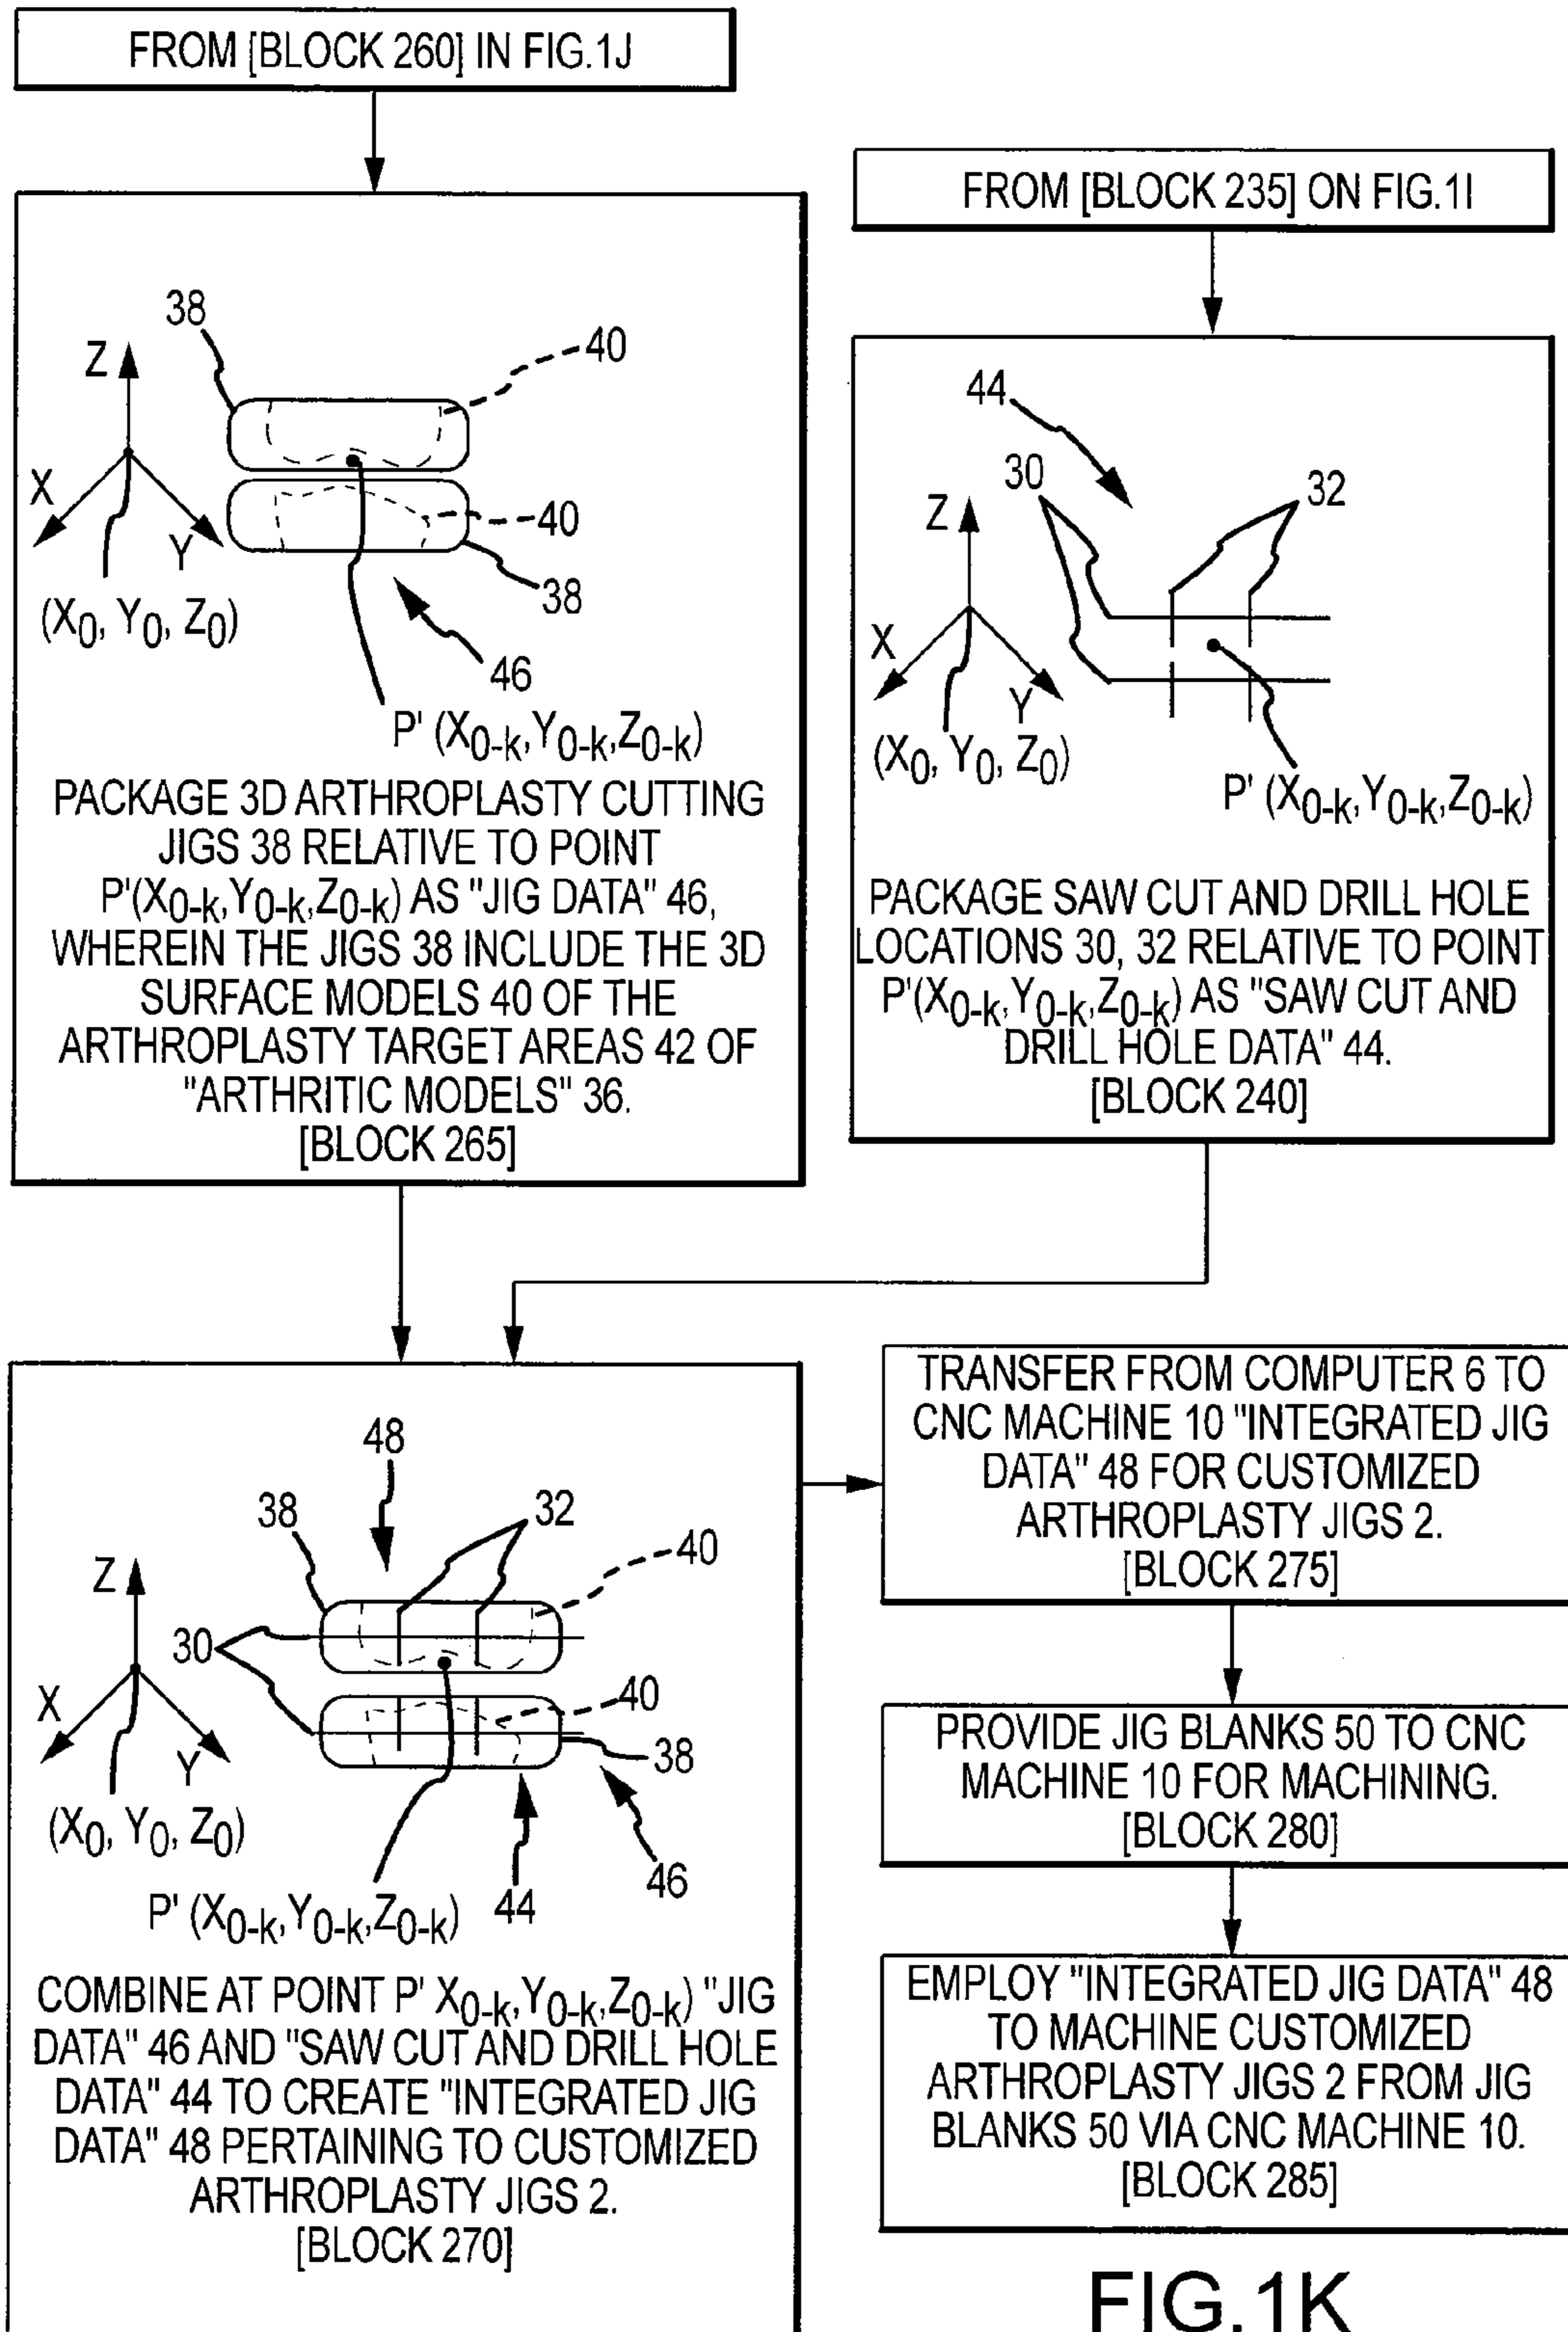 FROM [BLOCK 260] IN FIG.1J
38
40
Z
X
Y
40
38
(X0, Y0, Z0)
46
P' (X0-k,Y0-k,Z0-k)
PACKAGE 3D ARTHROPLASTY CUTTING
JIGS 38 RELATIVE TO POINT
P'(X0-k,Y0-k,Z0-k) AS "JIG DATA" 46,
WHEREIN THE JIGS 38 INCLUDE THE 3D
SURFACE MODELS 40 OF THE
ARTHROPLASTY TARGET AREAS 42 OF
"ARTHRITIC MODELS" 36.
[BLOCK 265]
FROM [BLOCK 235] ON FIG.1I
44
30
32
Z
X
Y
(X0, Y0, Z0)
P' (X0-k,Y0-k,Z0-k)
PACKAGE SAW CUT AND DRILL HOLE
LOCATIONS 30, 32 RELATIVE TO POINT
P'(X0-k,Y0-k,Z0-k) AS "SAW CUT AND
DRILL HOLE DATA" 44.
[BLOCK 240]
48
38
32
40
Z
30
X
Y
40
38
(X0, Y0, Z0)
46
P' (X0-k,Y0-k,Z0-k)
44
COMBINE AT POINT P' X0-k,Y0-k,Z0-k) "JIG
DATA" 46 AND "SAW CUT AND DRILL HOLE
DATA" 44 TO CREATE "INTEGRATED JIG
DATA" 48 PERTAINING TO CUSTOMIZED
ARTHROPLASTY JIGS 2.
[BLOCK 270]
TRANSFER FROM COMPUTER 6 TO
CNC MACHINE 10 "INTEGRATED JIG
DATA" 48 FOR CUSTOMIZED
ARTHROPLASTY JIGS 2.
[BLOCK 275]
PROVIDE JIG BLANKS 50 TO CNC
MACHINE 10 FOR MACHINING.
[BLOCK 280]
EMPLOY "INTEGRATED JIG DATA" 48
TO MACHINE CUSTOMIZED
ARTHROPLASTY JIGS 2 FROM JIG
BLANKS 50 VIA CNC MACHINE 10.
[BLOCK 285]
FIG.1K